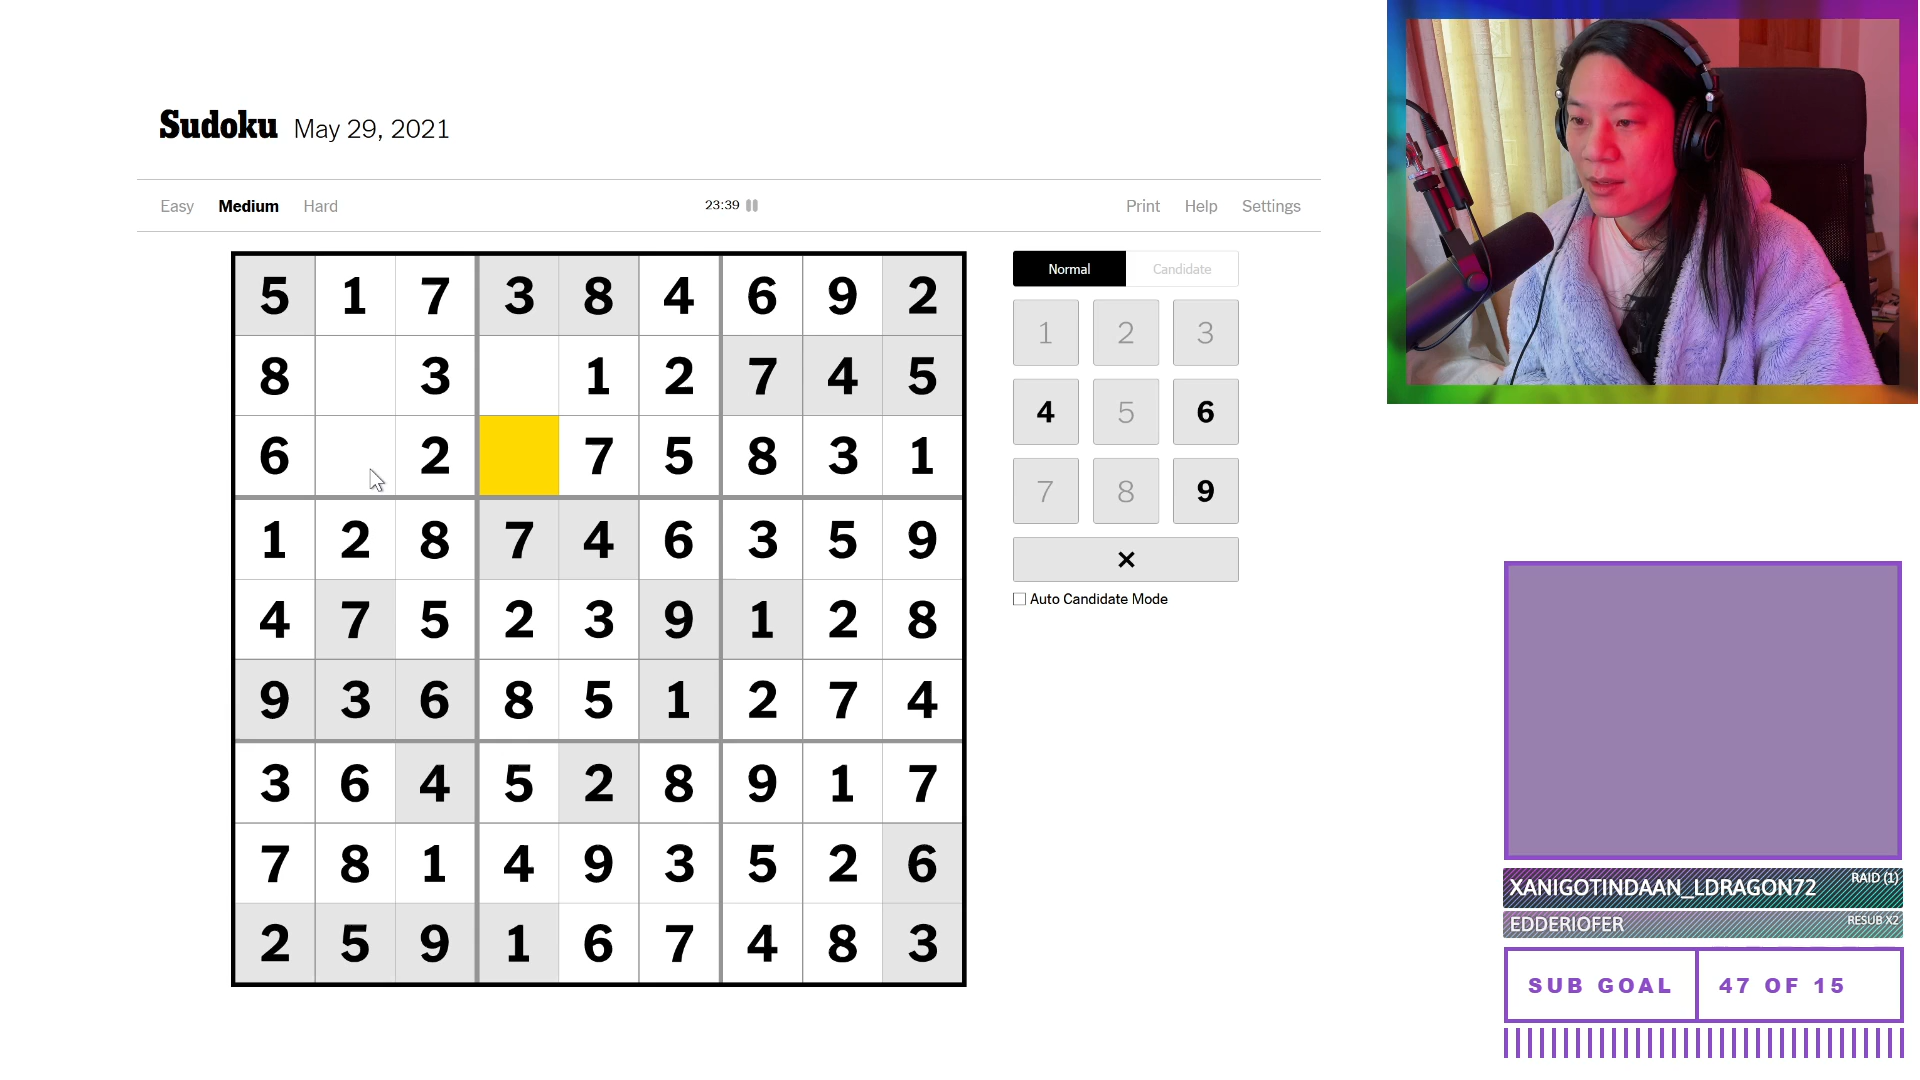 Sudoku May 29, 2021
Easy Medium Hard 23:39 Print Help Settings
Normal Candidate
5 1 7 3 8 4 6 9 2
8 3 1 2 7 4 5
6 2 7 5 8 3 1
1 2 8 7 4 6 3 5 9
4 7 5 2 3 9 1 2 8
9 3 6 8 5 1 2 7 4
3 6 4 5 2 8 9 1 7
7 8 1 4 9 3 5 2 6
2 5 9 1 6 7 4 8 3
1 2 3
4 5 6
7 8 9
×
Auto Candidate Mode
XANIGOTINDAAN_LDRAGON72 RAID (1)
EDDERIOFER RESUB X2
SUB GOAL 47 OF 15